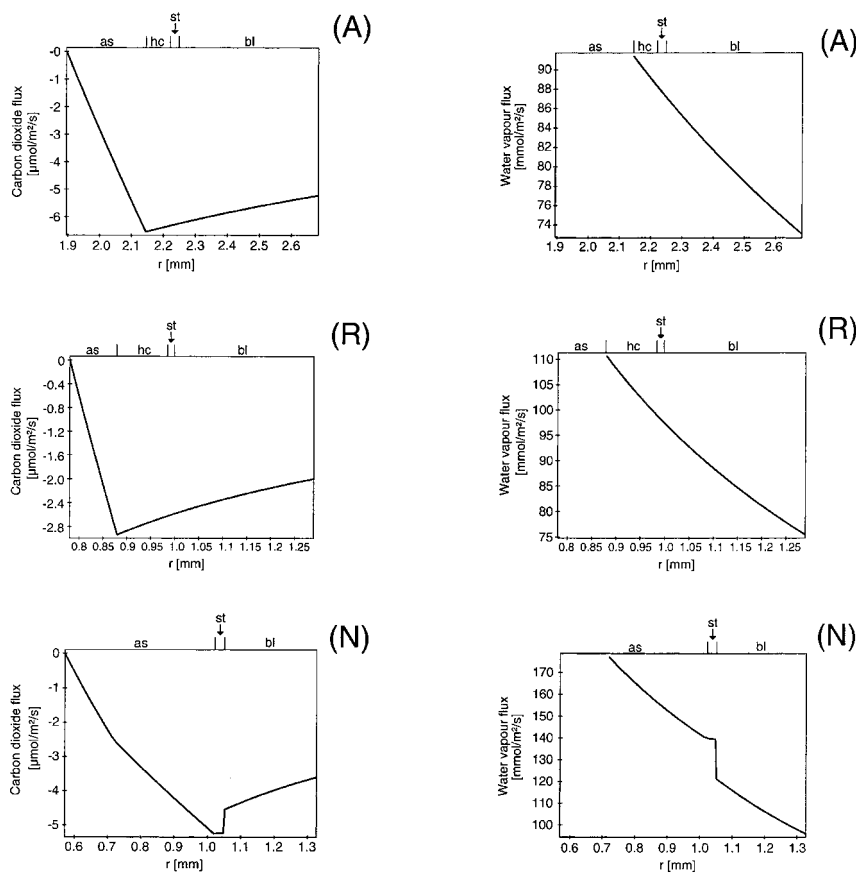 st
(A)
as hc bl
-0
-1
-2
-3
-4
-5
-6
Carbon dioxide flux
[µmol/m²/s]
1.9 2.0 2.1 2.2 2.3 2.4 2.5 2.6
r [mm]
st
(A)
as hc bl
90
88
86
84
82
80
78
76
74
Water vapour flux
[mmol/m²/s]
1.9 2.0 2.1 2.2 2.3 2.4 2.5 2.6
r [mm]
st
(R)
as hc bl
0
-0.4
-0.8
-1.2
-1.6
-2.0
-2.4
-2.8
Carbon dioxide flux
[µmol/m²/s]
0.8 0.85 0.9 0.95 1.0 1.05 1.1 1.15 1.2 1.25
r [mm]
st
(R)
as hc bl
110
105
100
95
90
85
80
75
Water vapour flux
[mmol/m²/s]
0.8 0.85 0.9 0.95 1.0 1.05 1.1 1.15 1.2 1.25
r [mm]
st
(N)
as bl
0
-1
-2
-3
-4
-5
Carbon dioxide flux
[µmol/m²/s]
0.6 0.7 0.8 0.9 1.0 1.1 1.2 1.3
r [mm]
st
(N)
as bl
170
160
150
140
130
120
110
100
Water vapour flux
[mmol/m²/s]
0.6 0.7 0.8 0.9 1.0 1.1 1.2 1.3
r [mm]